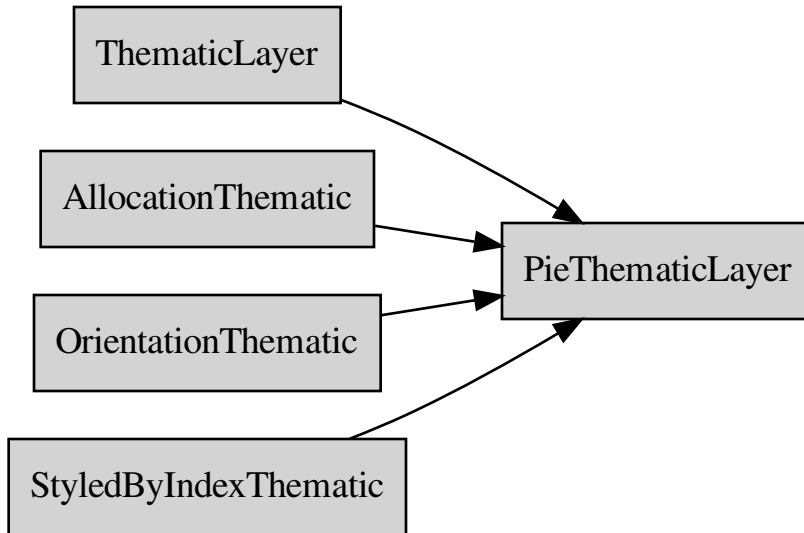 ThematicLayer
AllocationThematic
PieThematicLayer
OrientationThematic
StyledByIndexThematic